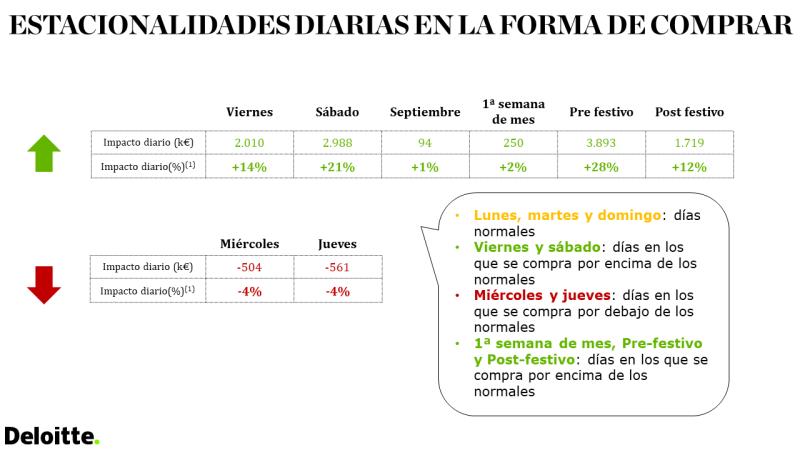 ESTACIONALIDADES DIARIAS EN LA FORMA DE COMPRAR
Viernes Sábado Septiembre 1ª semana de mes Pre festivo Post festivo
Impacto diario (k€) 2.010 2.988 94 250 3.893 1.719
Impacto diario(%)(1) +14% +21% +1% +2% +28% +12%
Miércoles Jueves
Impacto diario (k€) -504 -561
Impacto diario(%)(1) -4% -4%
• Lunes, martes y domingo: días
normales
• Viernes y sábado: días en los
que se compra por encima de los
normales
• Miércoles y jueves: días en los
que se compra por debajo de los
normales
• 1ª semana de mes, Pre-festivo
y Post-festivo: días en los que se
compra por encima de los
normales
Deloitte.